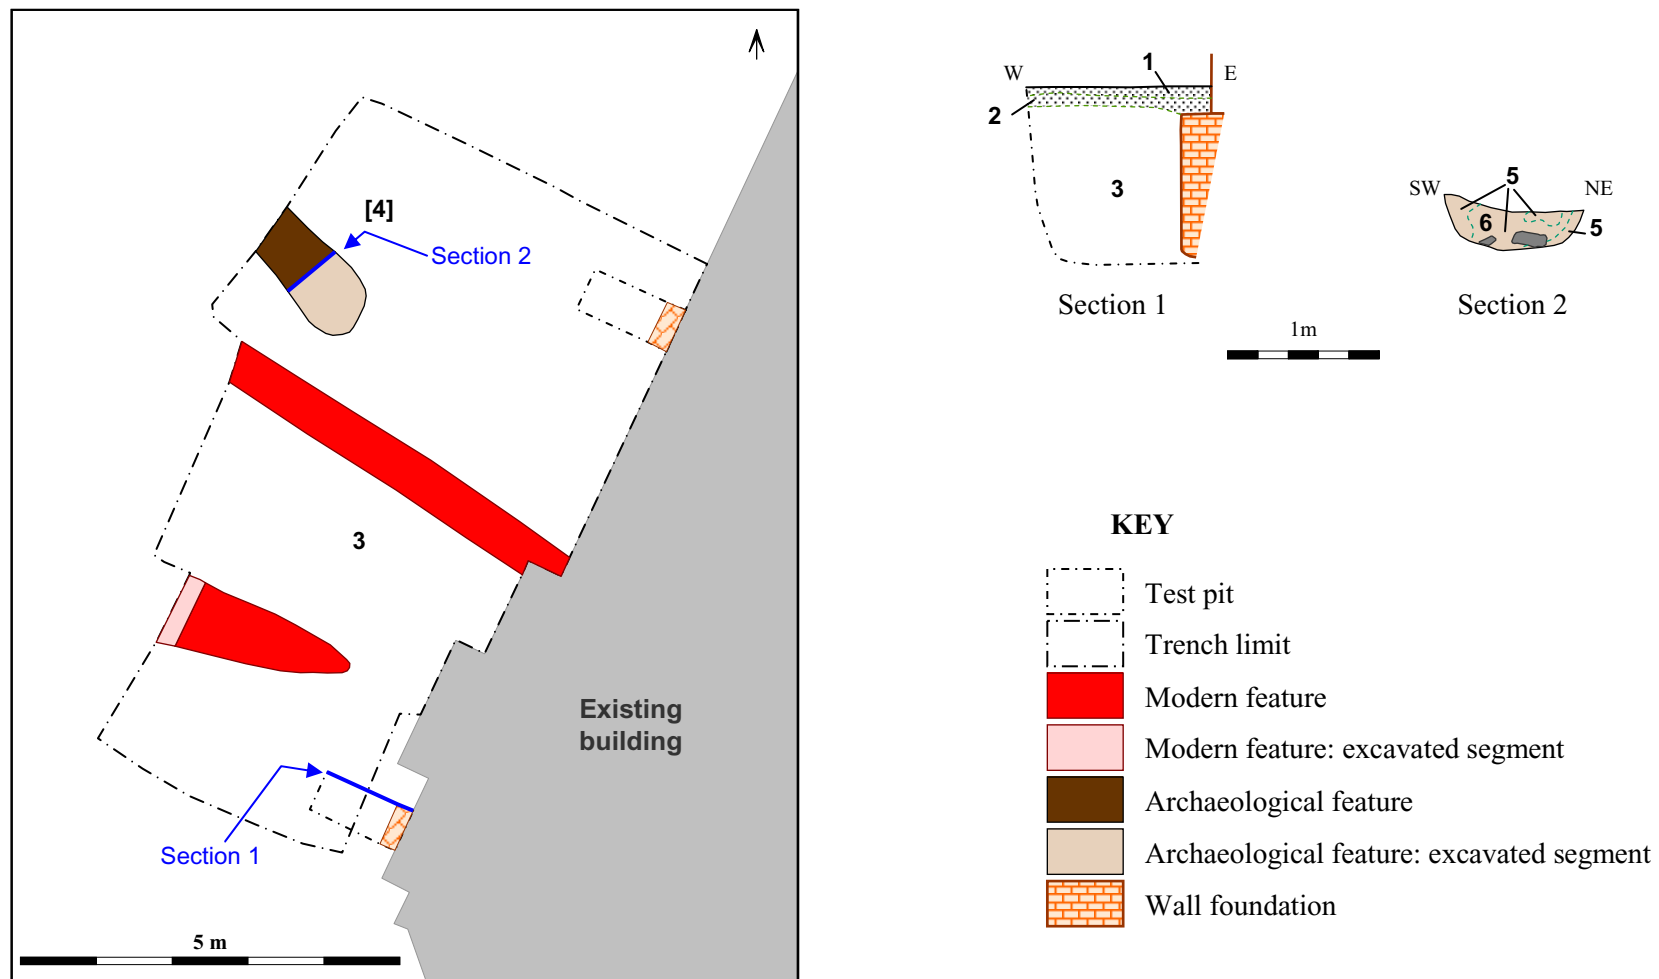 [4]
Section 2
3
Existing
building
Section 1
5 m
W
1
E
2
3
Section 1
SW
5
NE
6
5
Section 2
1m
KEY
Test pit
Trench limit
Modern feature
Modern feature: excavated segment
Archaeological feature
Archaeological feature: excavated segment
Wall foundation